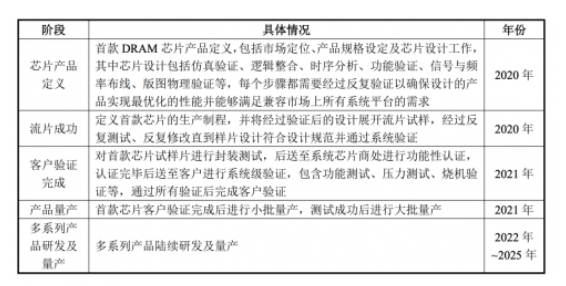 阶段 具体情况 年份
首款 DRAM 芯片产品定义,包括市场定位、产品规格设定及芯片设计工作,
芯片产品 其中芯片设计包括仿真验证、逻辑整合、时序分析、功能验证、信号与频
定义 率布线、版图物理验证等,每个步骤都需要经过反复验证以确保设计的产 2020 年
品实现最优化的性能并能够满足兼容市场上所有系统平台的需求
流片成功 定义首款芯片的生产制程,并将经过验证后的设计展开流片试样,经过反 2020 年
复测试、反复修改直到样片设计符合设计规范并通过系统验证
客户验证 对首款芯片试样片进行封装测试,后送至系统芯片商处进行功能性认证,
完成 认证完毕后送至客户进行系统级验证,包含功能测试、压力测试、烧机验 2021 年
证等,通过所有验证后完成客户验证
产品量产 首款芯片客户验证完成后进行小批量产,测试成功后进行大批量产 2021 年
多系列产
品研发及 多系列产品陆续研发及量产 2022 年
量产 ~2025 年